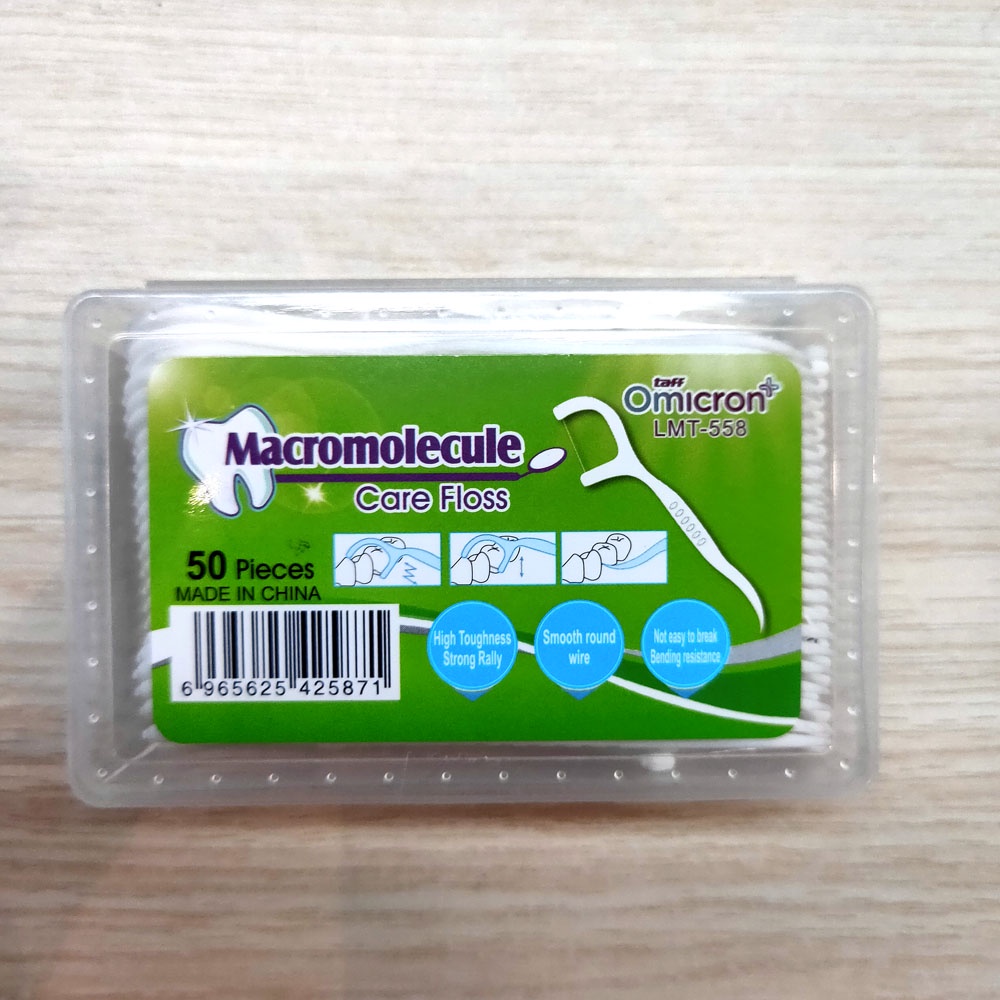 taff
Omicron+
LMT-558
Macromolecule
Care Floss
50 Pieces
MADE IN CHINA
6 965625 425871
High Toughness
Strong Rally
Smooth round
wire
Not easy to break
Bending resistance